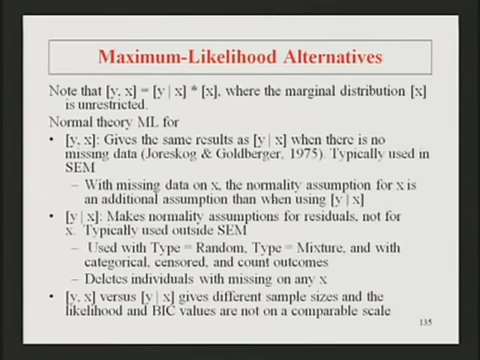 Maximum-Likelihood Alternatives
Note that [y, x] = [y | x] * [x], where the marginal distribution [x]
is unrestricted.
Normal theory ML for
• [y, x]: Gives the same results as [y | x] when there is no
missing data (Joreskog & Goldberger, 1975). Typically used in
SEM
– With missing data on x, the normality assumption for x is
an additional assumption than when using [y | x]
• [y | x]: Makes normality assumptions for residuals, not for
x. Typically used outside SEM
– Used with Type = Random, Type = Mixture, and with
categorical, censored, and count outcomes
– Deletes individuals with missing on any x
• [y, x] versus [y | x] gives different sample sizes and the
likelihood and BIC values are not on a comparable scale
135